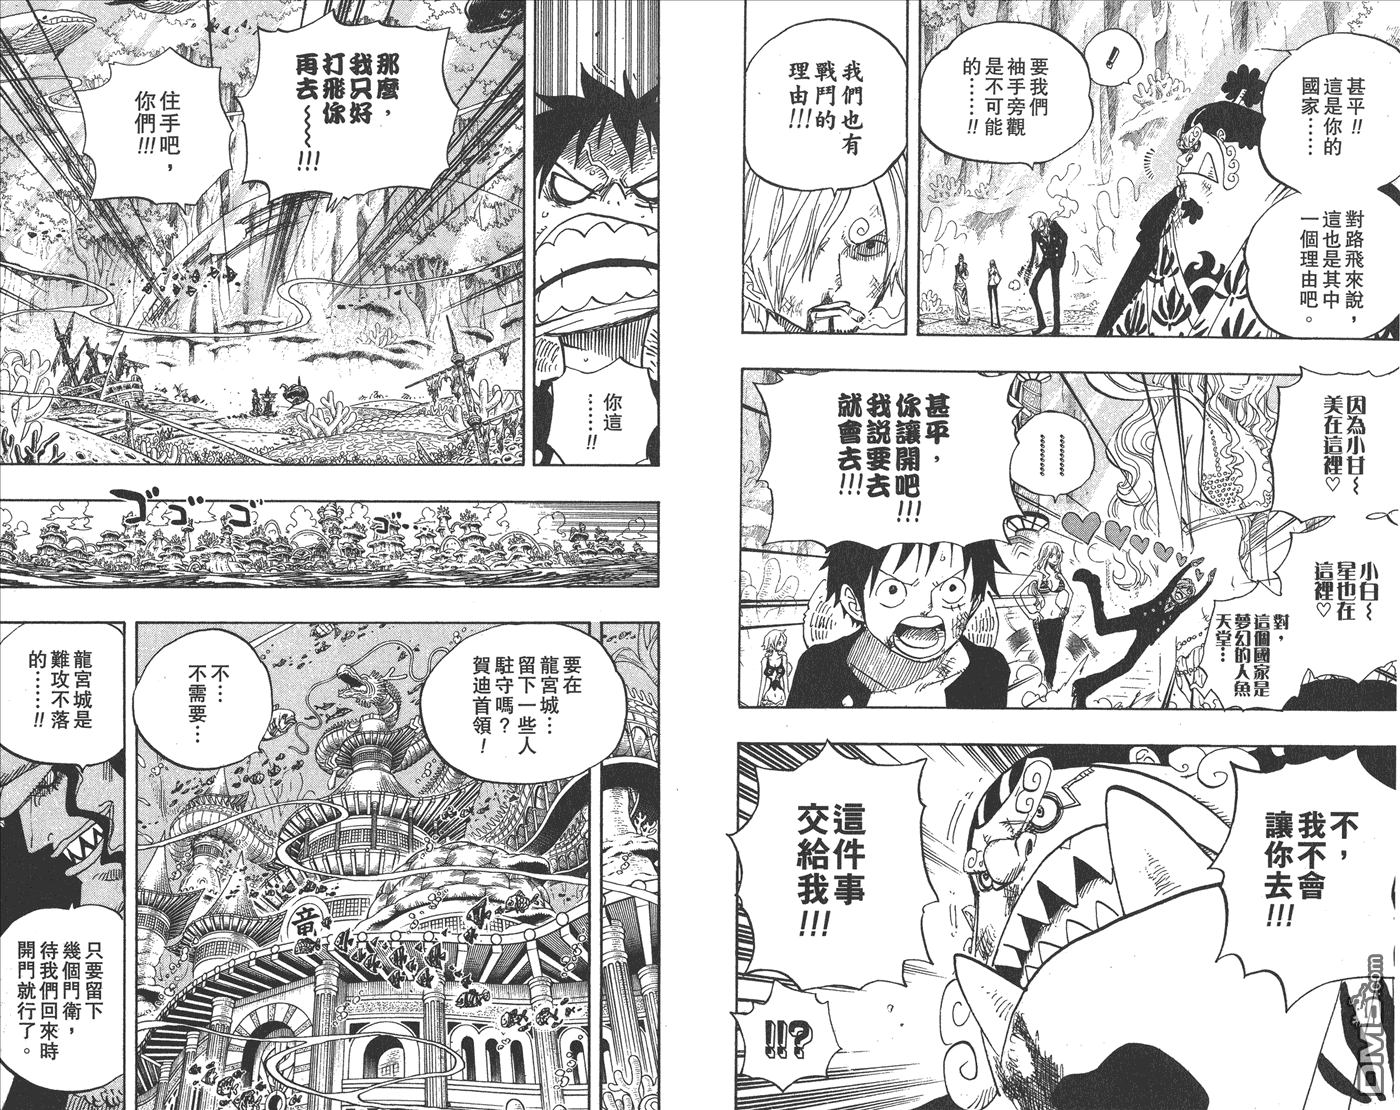 甚平!!
這是你的
國家……
對路飛來說，
這也是其中
一個理由吧。
!
要我們
袖手旁觀
是不可能
的……!!
我們也有
戰鬥的
理由!!!
因為小甘~
美在這裡♡
小白~
星也在
這裡♡
對，
這個國家是
夢幻的人魚
天堂…
…………
甚平，
你讓開吧!!!
我說要去
就會去!!!
不，
我不會
讓你去!!!
這件事
交給我!!!
!!?
你這
……!!
那麼，
我只好
打飛你
再去~~!!!
住手吧，
你們!!!
ゴゴゴ
ゴ…
要在
龍宮城…
留下一些人
駐守嗎?
賀迪首領!
不…
不需要…
竜
龍宮城是
難攻不落
的……!!
只要留下
幾個門衛，
待我們回來時
開門就行了。
DM5.com